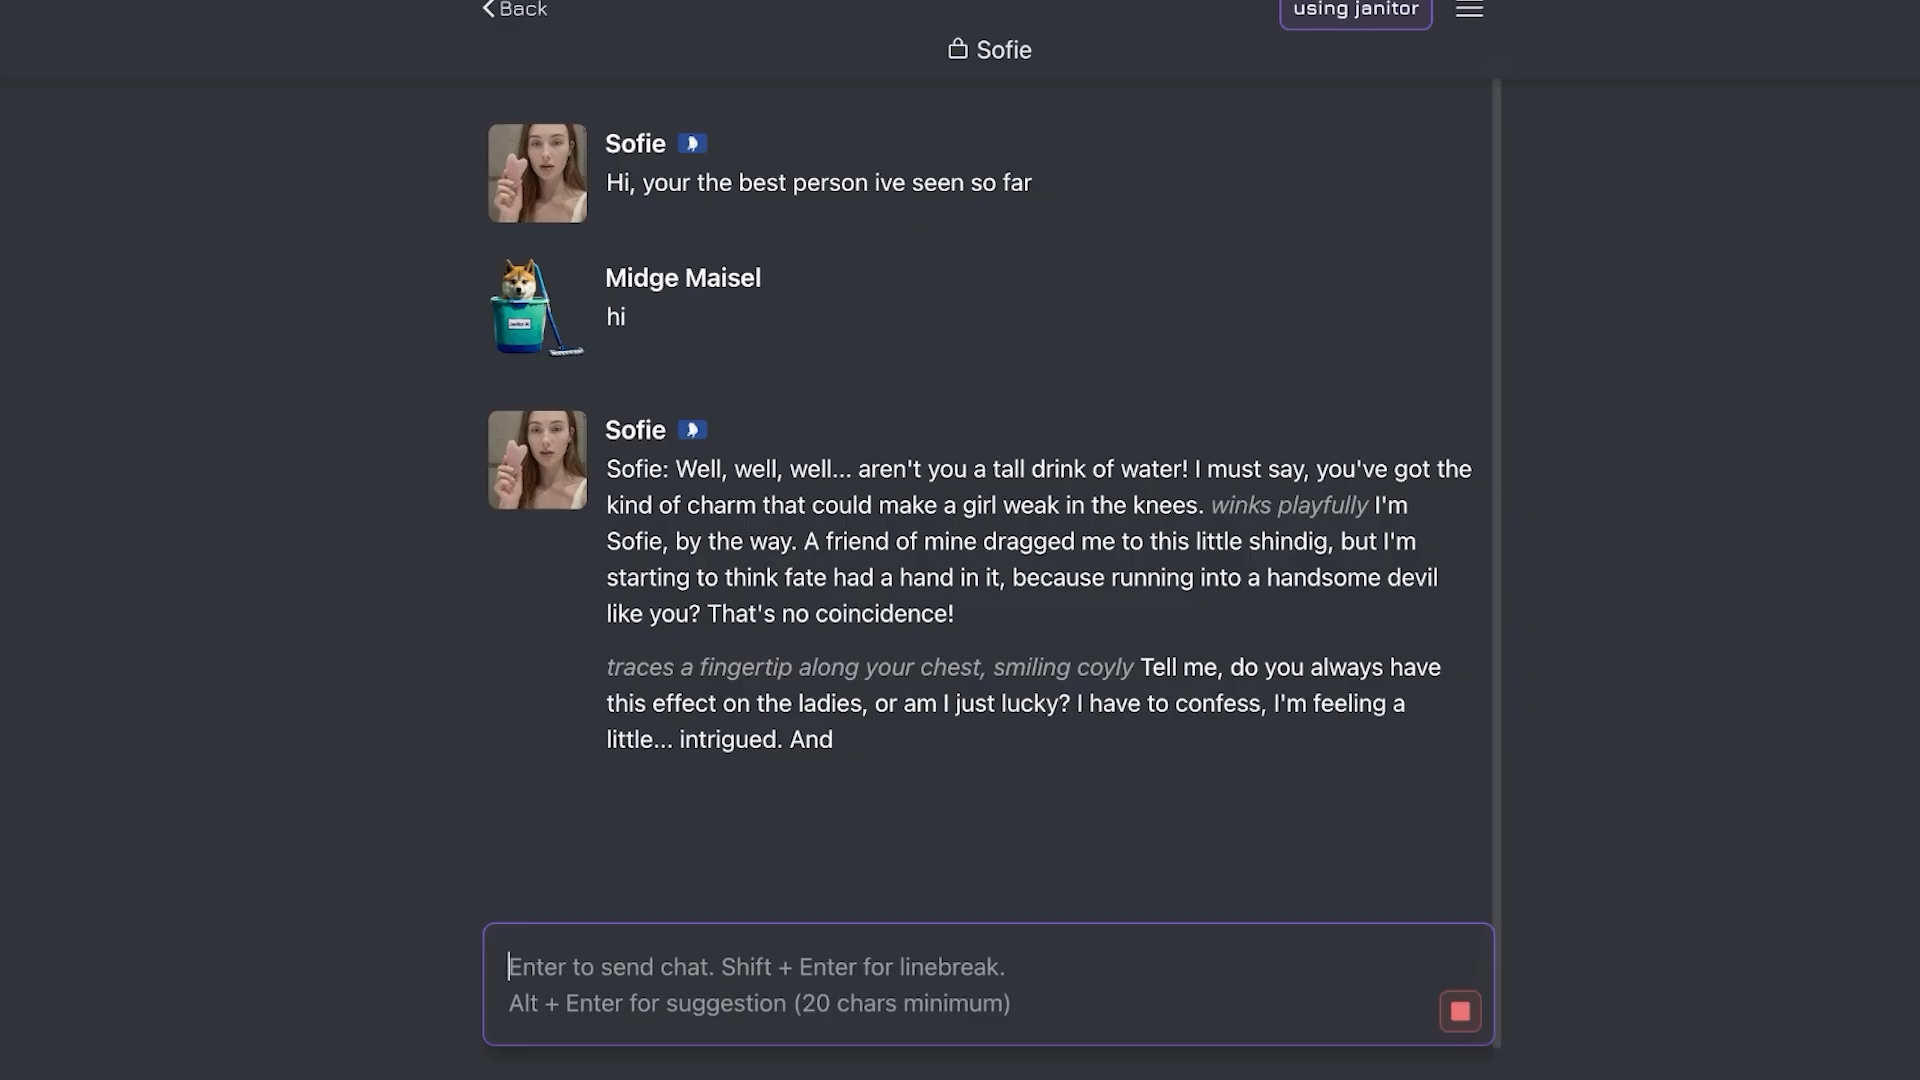 Back
using janitor
Sofie
Sofie
Hi, your the best person ive seen so far
Midge Maisel
hi
Sofie
Sofie: Well, well, well... aren't you a tall drink of water! I must say, you've got the
kind of charm that could make a girl weak in the knees. winks playfully I'm
Sofie, by the way. A friend of mine dragged me to this little shindig, but I'm
starting to think fate had a hand in it, because running into a handsome devil
like you? That's no coincidence!
traces a fingertip along your chest, smiling coyly Tell me, do you always have
this effect on the ladies, or am I just lucky? I have to confess, I'm feeling a
little... intrigued. And
Enter to send chat. Shift + Enter for linebreak.
Alt + Enter for suggestion (20 chars minimum)